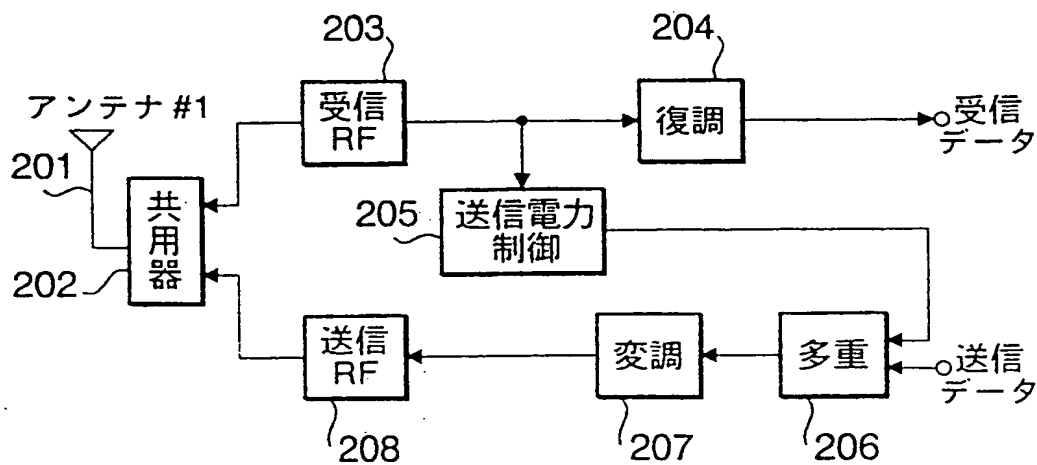 203
204
アンテナ #1
受信
RF
復調
受信
データ
201
共用器
205
送信電力
制御
202
送信
RF
変調
多重
送信
データ
208
207
206